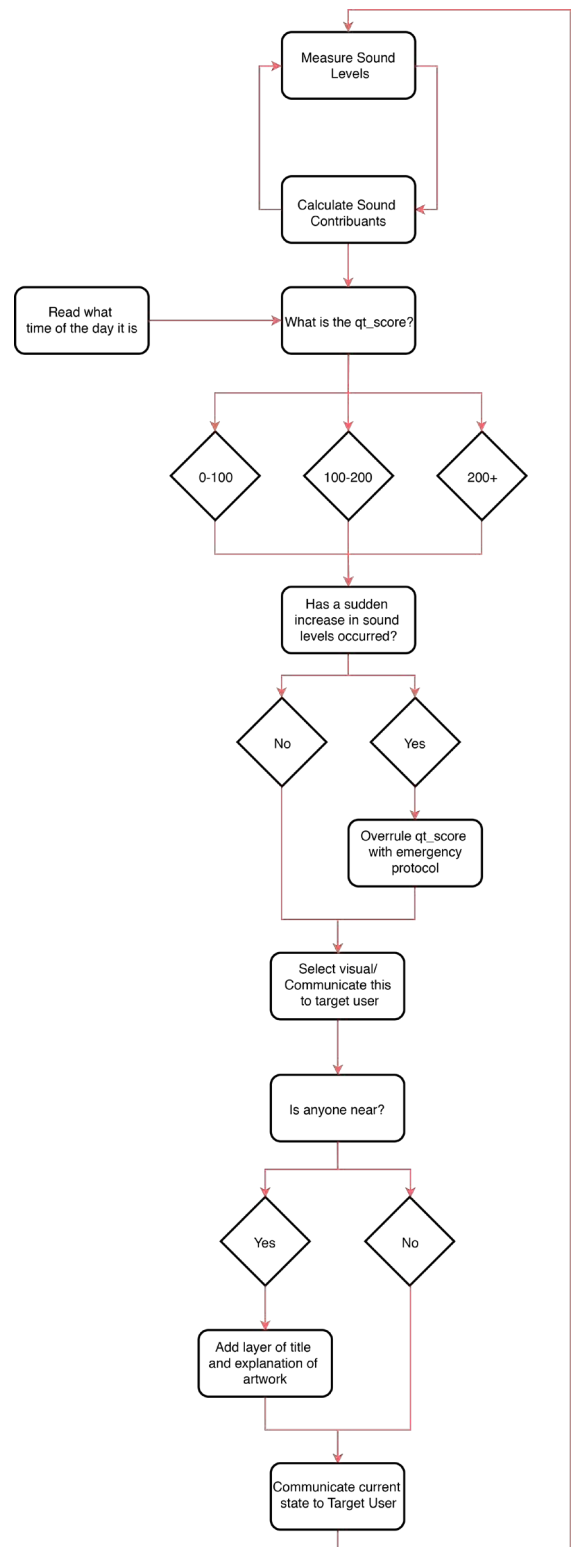 Measure Sound
Levels
Calculate Sound
Contribuants
Read what
time of the day it is
What is the qt_score?
0-100
100-200
200+
Has a sudden
increase in sound
levels occurred?
No
Yes
Overrule qt_score
with emergency
protocol
Select visual/
Communicate this
to target user
Is anyone near?
Yes
No
Add layer of title
and explanation of
artwork
Communicate current
state to Target User